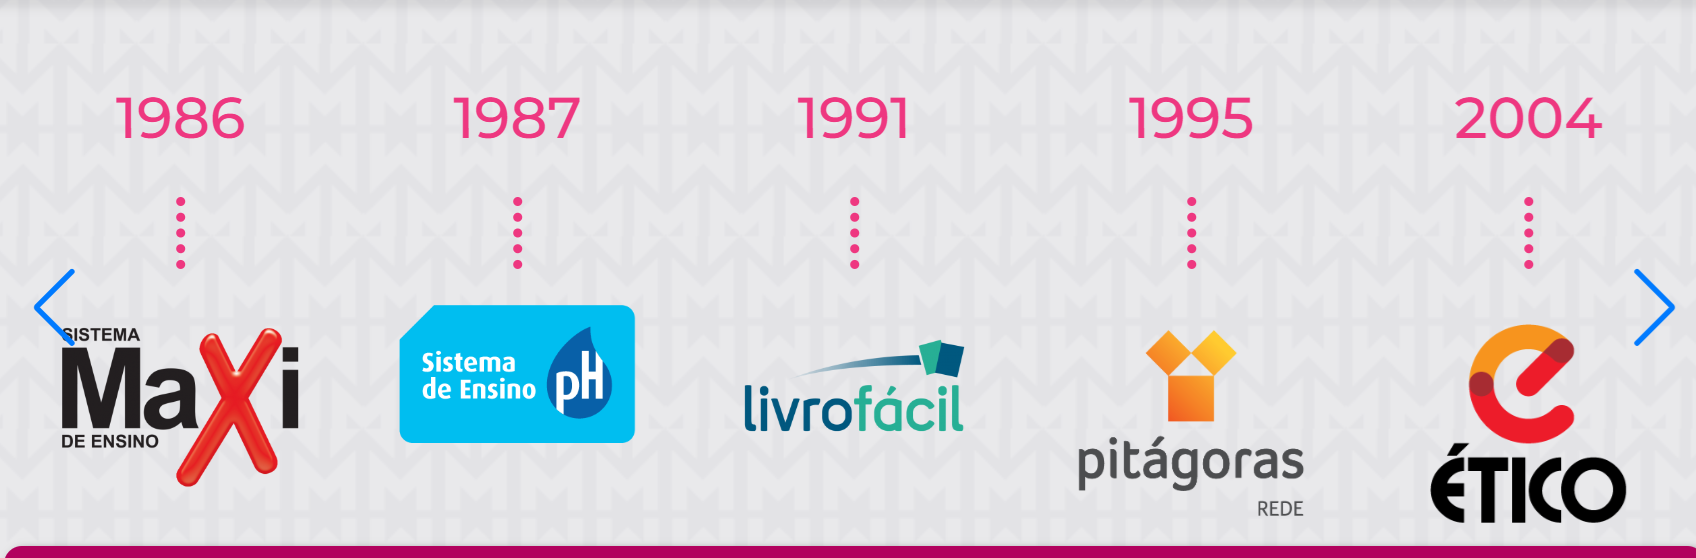 1986
1987
1991
1995
2004
SISTEMA
MaXi
DE ENSINO
Sistema
de Ensino
pH
livrofácil
pitágoras
REDE
ÉTICO